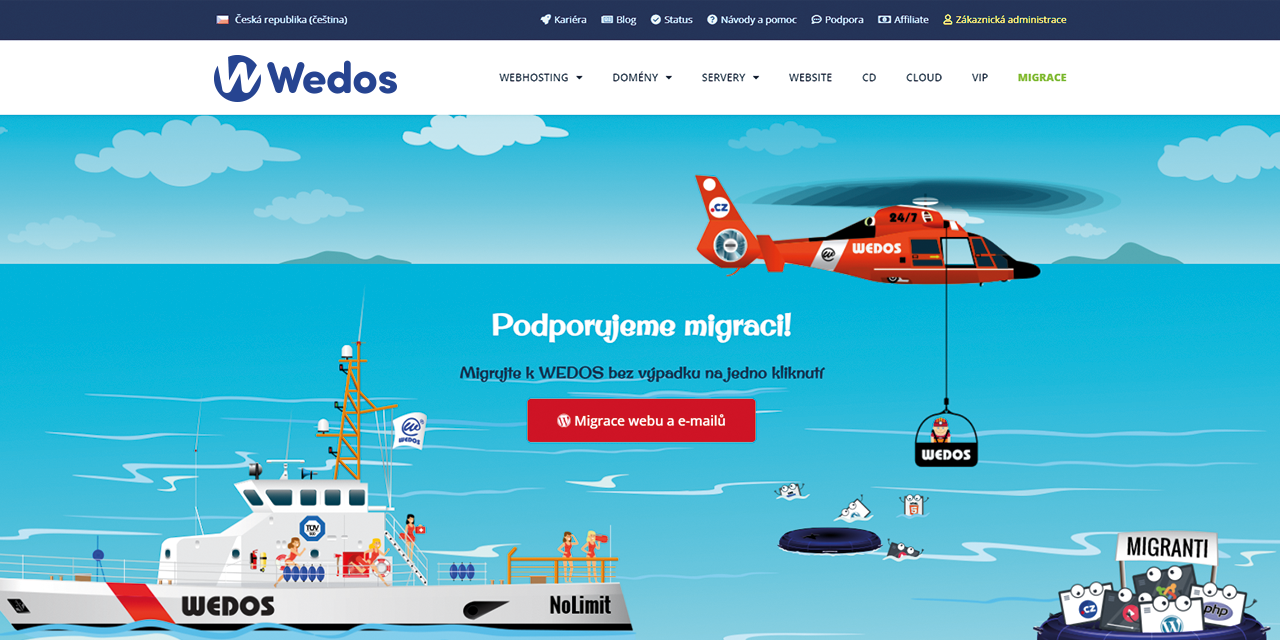 Česká republika (čeština)
Kariéra Blog Status Návody a pomoc Podpora Affiliate Zákaznická administrace
Wedos
WEBHOSTING DOMÉNY SERVERY WEBSITE CD CLOUD VIP MIGRACE
.CZ
24/7
WEDOS
Podporujeme migraci!
Migrujte k WEDOS bez výpadku na jedno kliknutí
Migrace webu a e-mailů
WEDOS
WEDOS
TÜV
MIGRANTI
WEDOS
NoLimit
CZ
php